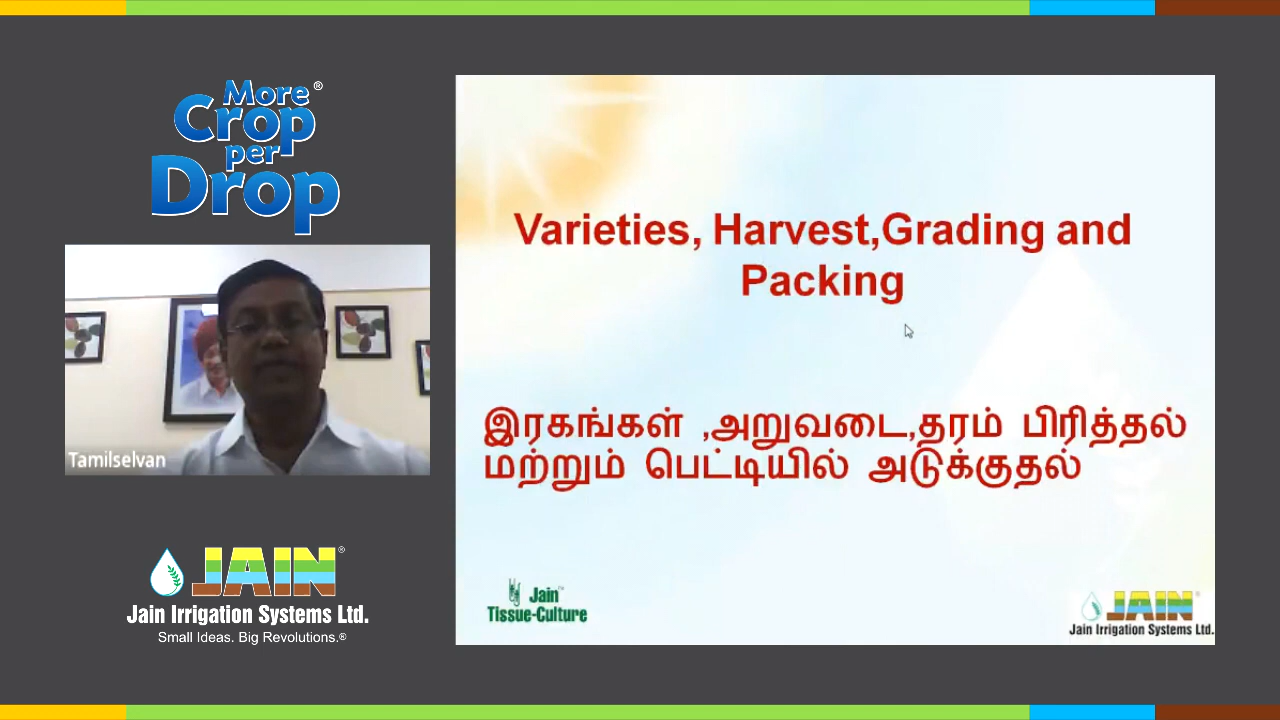 More®
Crop
per
Drop
Tamilselvan
JAIN®
Jain Irrigation Systems Ltd.
Small Ideas. Big Revolutions.®
Varieties, Harvest,Grading and
Packing
இரகங்கள் ,அறுவடை,தரம் பிரித்தல்
மற்றும் பெட்டியில் அடுக்குதல்
Jain™
Tissue-Culture
JAIN®
Jain Irrigation Systems Ltd.